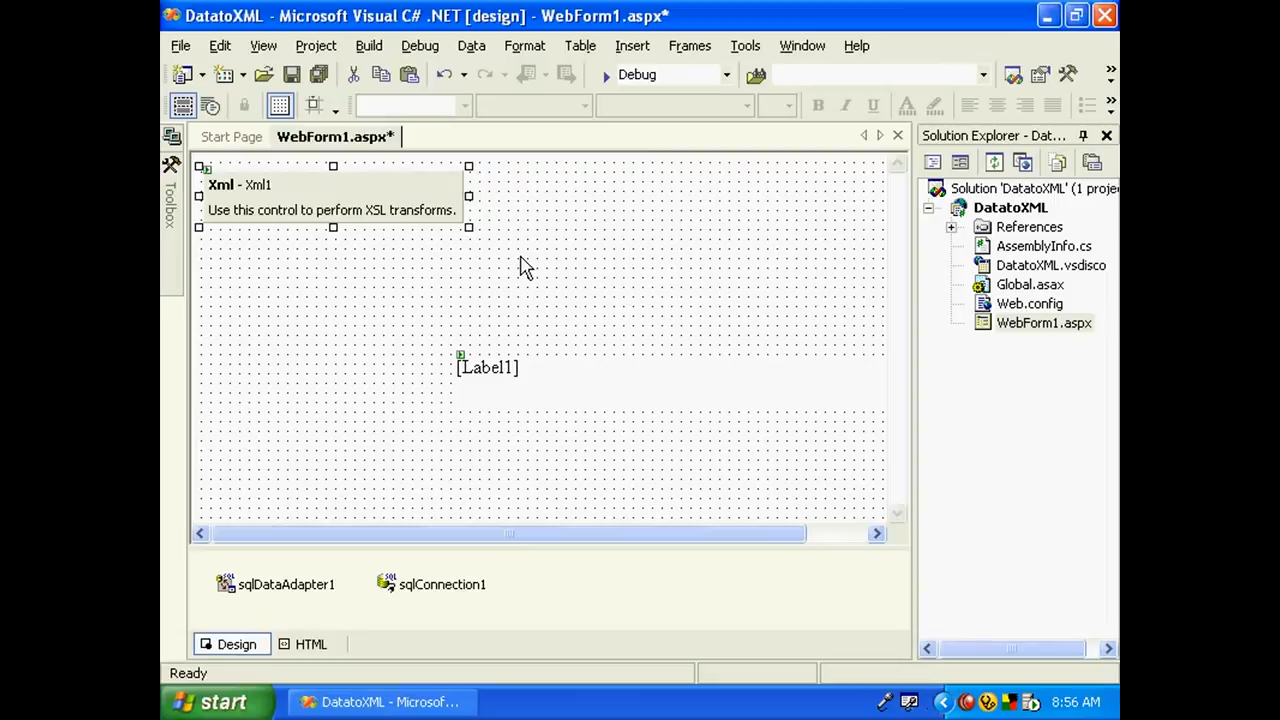 DatatoXML - Microsoft Visual C# .NET [design] - WebForm1.aspx*
File Edit View Project Build Debug Data Format Table Insert Frames Tools Window Help
Debug
B I U A
Start Page WebForm1.aspx* Solution Explorer - Dat...
Toolbox
Xml - Xml1
Use this control to perform XSL transforms.
[Label1]
Solution 'DatatoXML' (1 projec
DatatoXML
References
AssemblyInfo.cs
DatatoXML.vsdisco
Global.asax
Web.config
WebForm1.aspx
sqlDataAdapter1 sqlConnection1
Design HTML
Ready
start DatatoXML - Microsof... 8:56 AM